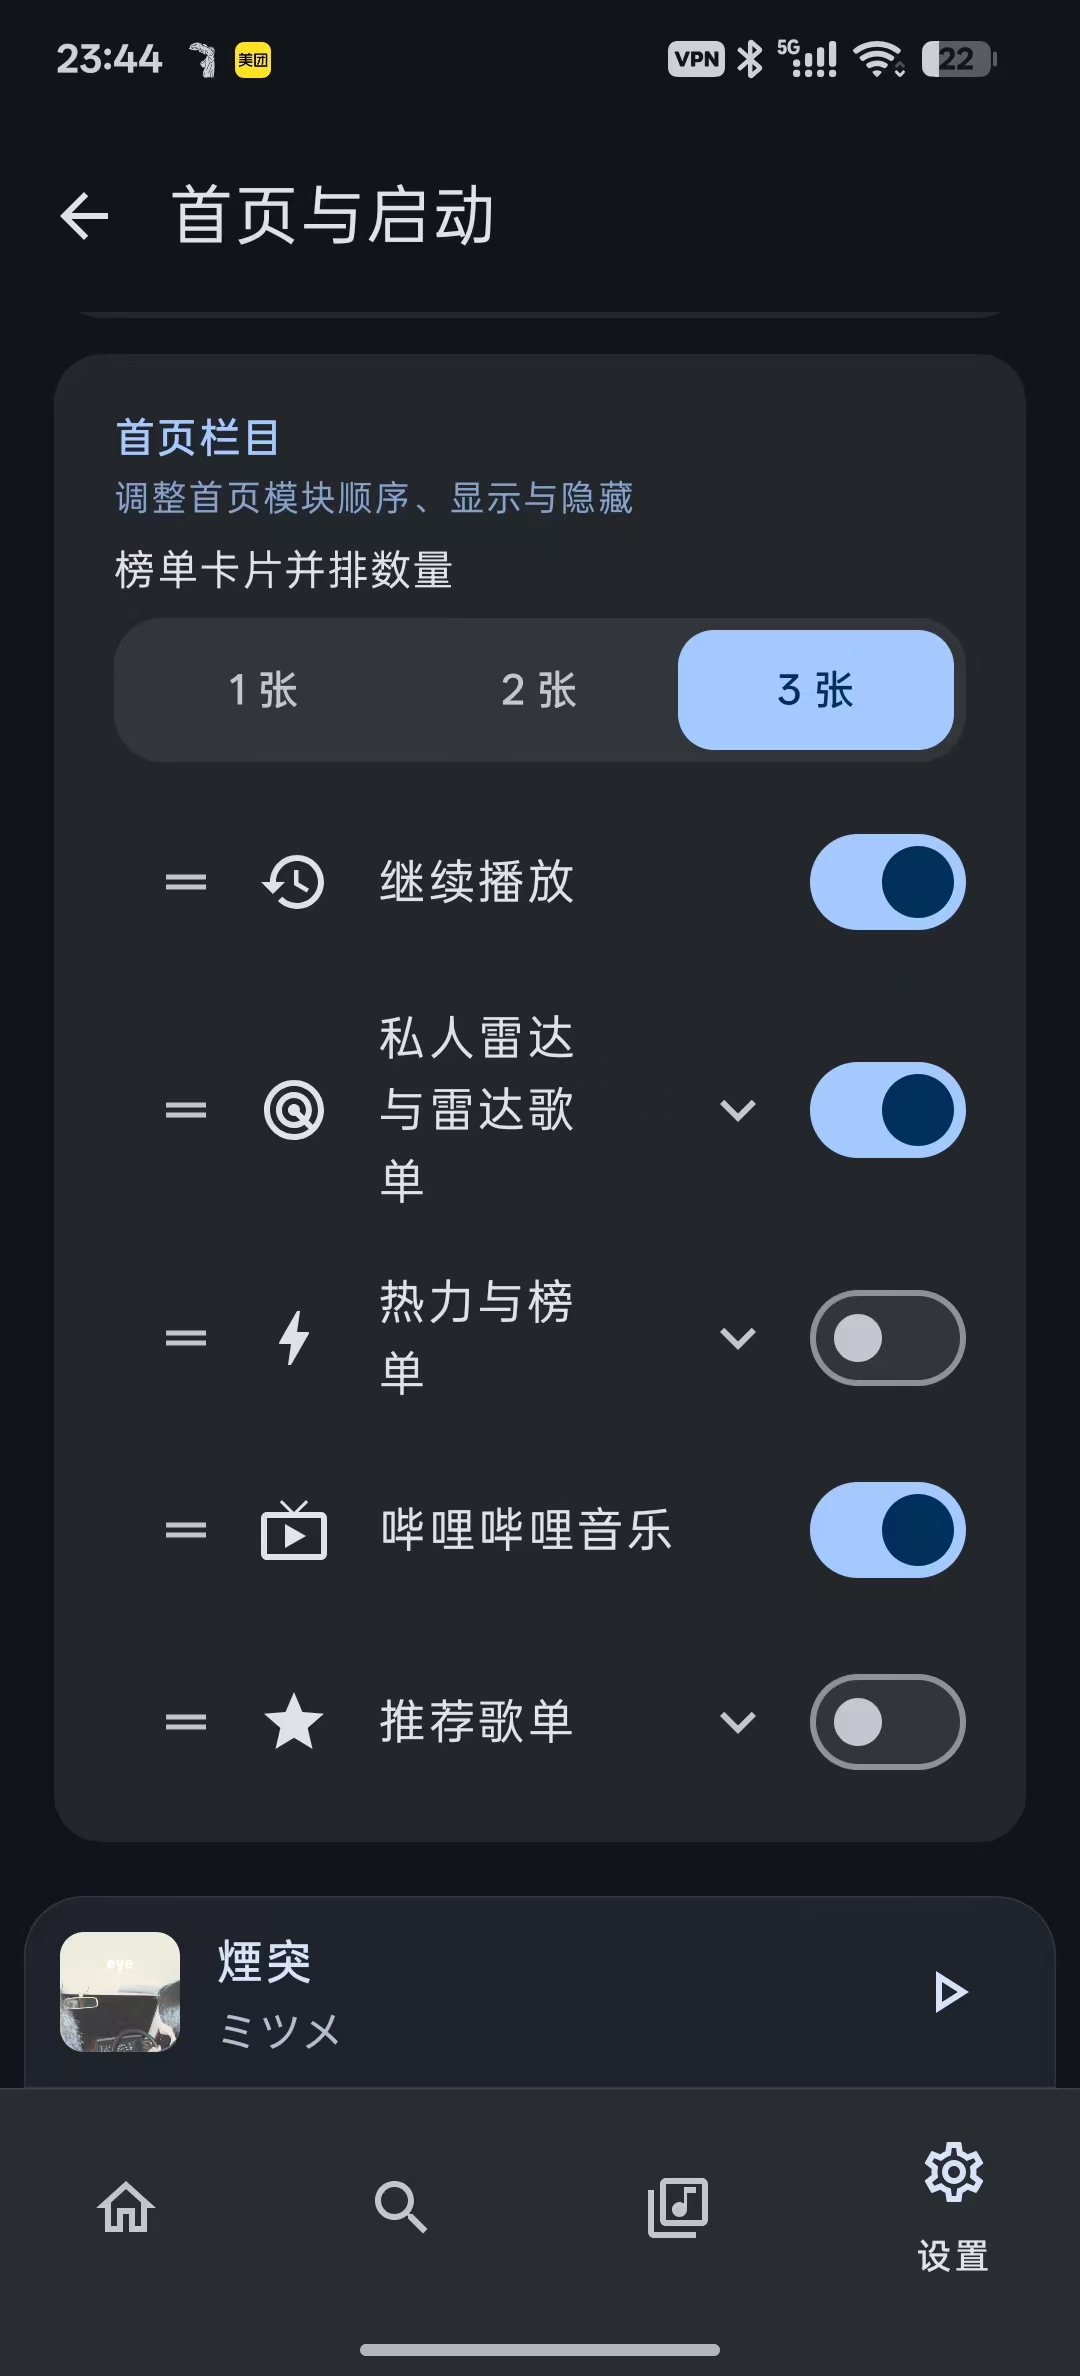 23:44
美团
VPN
5G
22
首页与启动
首页栏目
调整首页模块顺序、显示与隐藏
榜单卡片并排数量
1 张
2 张
3 张
继续播放
私人雷达
与雷达歌
单
热力与榜
单
哔哩哔哩音乐
推荐歌单
eye
煙突
ミツメ
设置